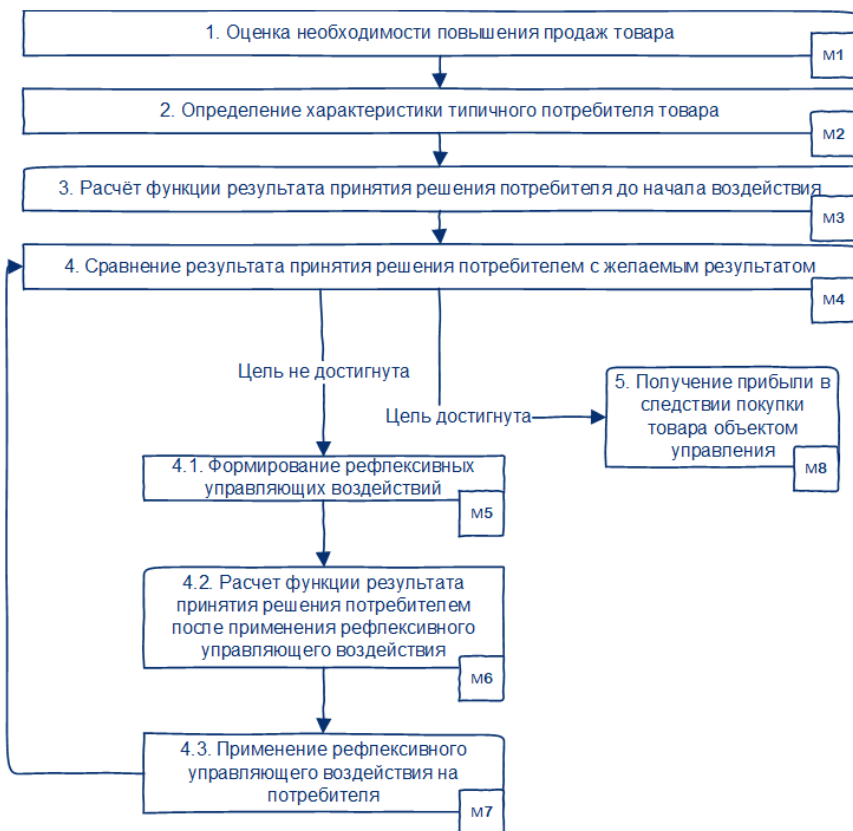 1. Оценка необходимости повышения продаж товара
М1
2. Определение характеристики типичного потребителя товара
М2
3. Расчёт функции результата принятия решения потребителя до начала воздействия
М3
4. Сравнение результата принятия решения потребителем с желаемым результатом
М4
Цель не достигнута
Цель достигнута
5. Получение прибыли в
следствии покупки
товара объектом
управления
М8
4.1. Формирование рефлексивных
управляющих воздействий
М5
4.2. Расчет функции результата
принятия решения потребителем
после применения рефлексивного
управляющего воздействия
М6
4.3. Применение рефлексивного
управляющего воздействия на
потребителя
М7